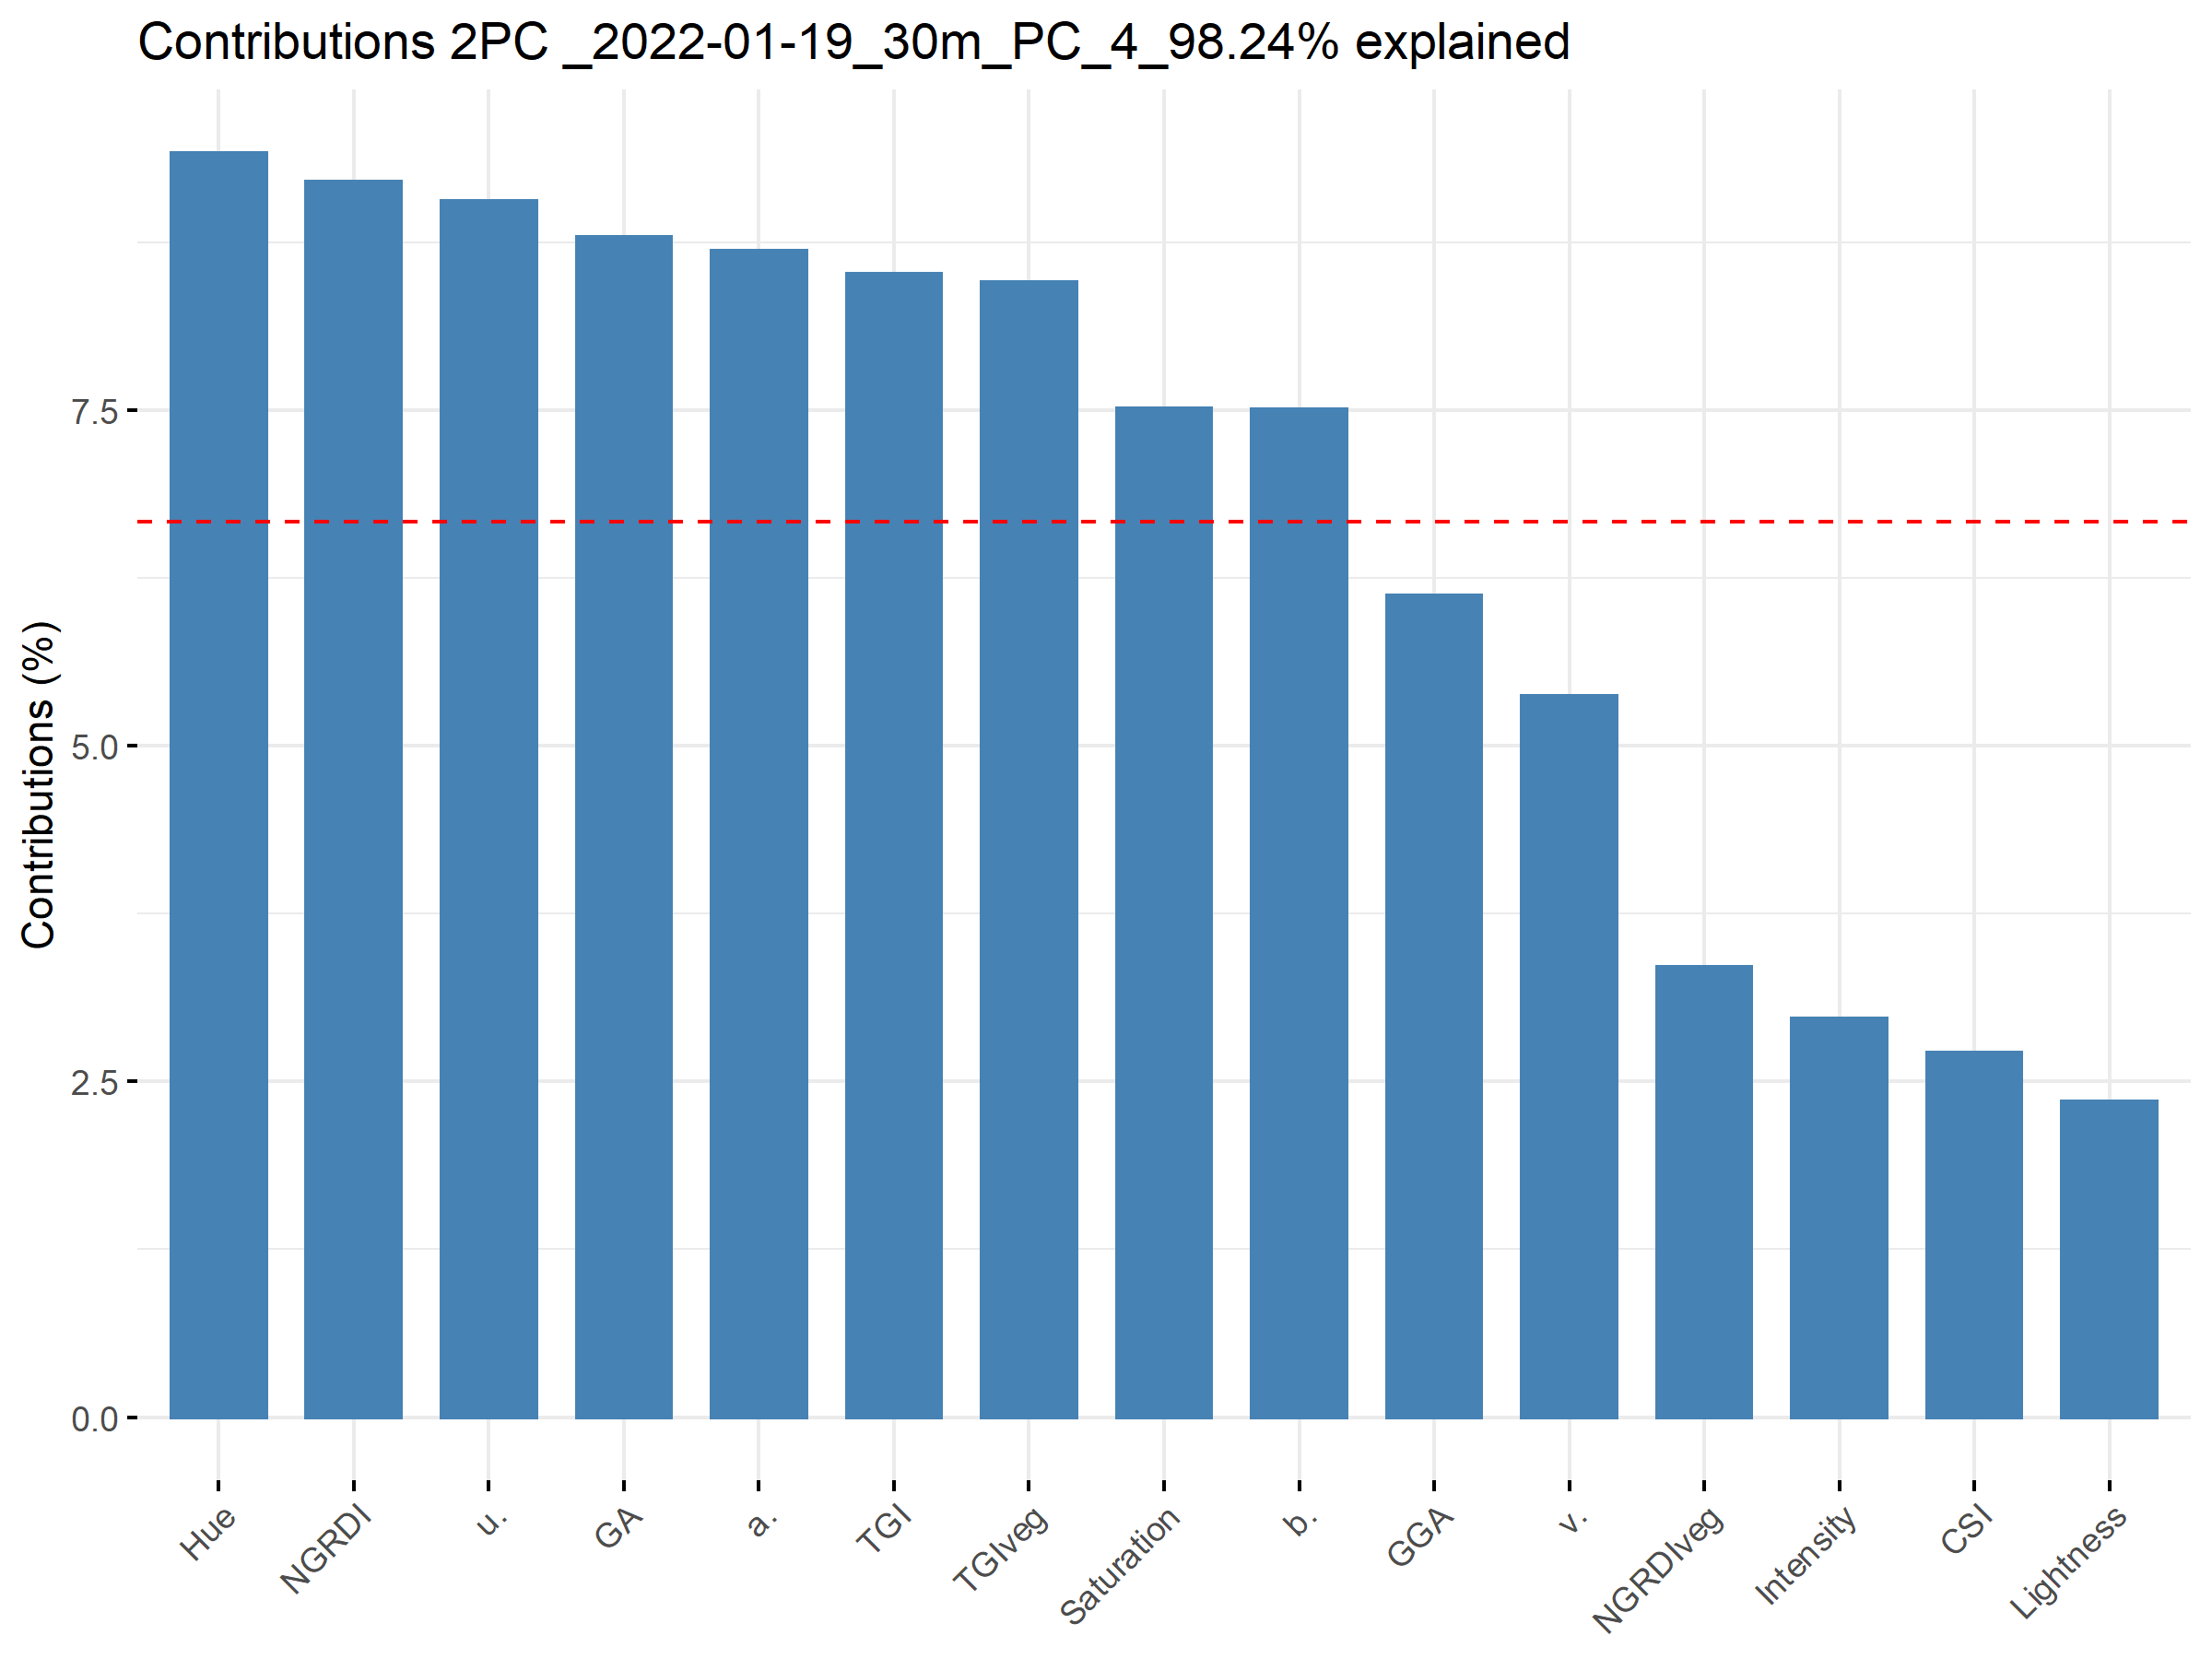 Contributions 2PC _2022-01-19_30m_PC_4_98.24% explained
Contributions (%)
7.5
5.0
2.5
0.0
Hue
NGRDI
u.
GA
a.
TGI
TGIveg
Saturation
b.
GGA
v.
NGRDIveg
Intensity
CSI
Lightness